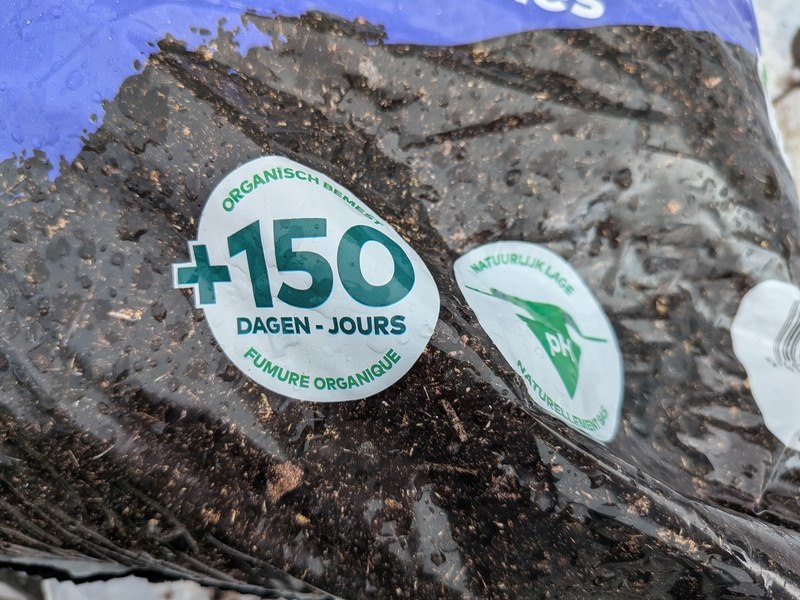 ORGANISCH BEMEST
+150
DAGEN - JOURS
FUMURE ORGANIQUE
NATUURLIJK LAGE
pH
NATURELLEMENT BAS